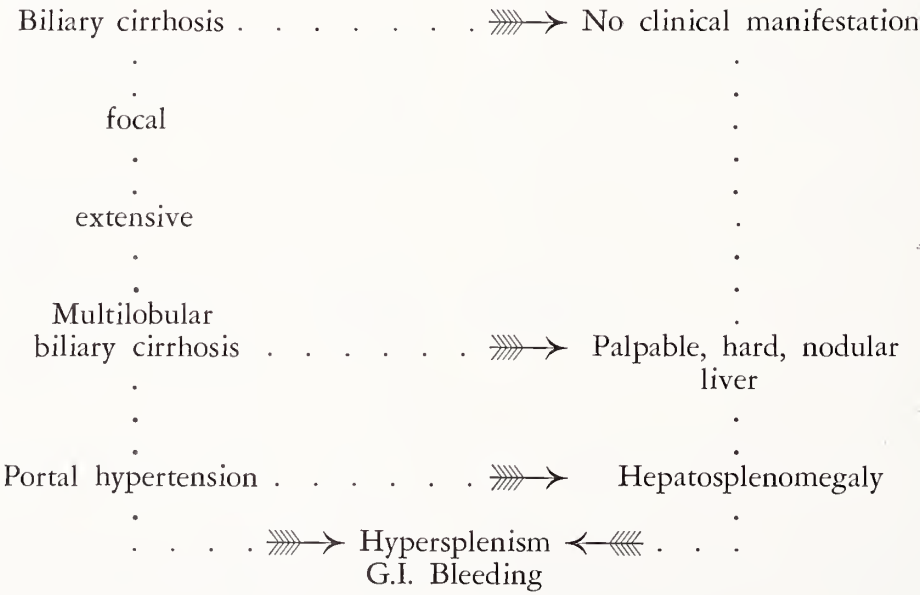 Biliary cirrhosis . . . . . . . No clinical manifestation
focal
extensive
Multilobular
biliary cirrhosis . . . . . . Palpable, hard, nodular
liver
Portal hypertension . . . . . . Hepatosplenomegaly
. . . . Hypersplenism . . .
G.I. Bleeding